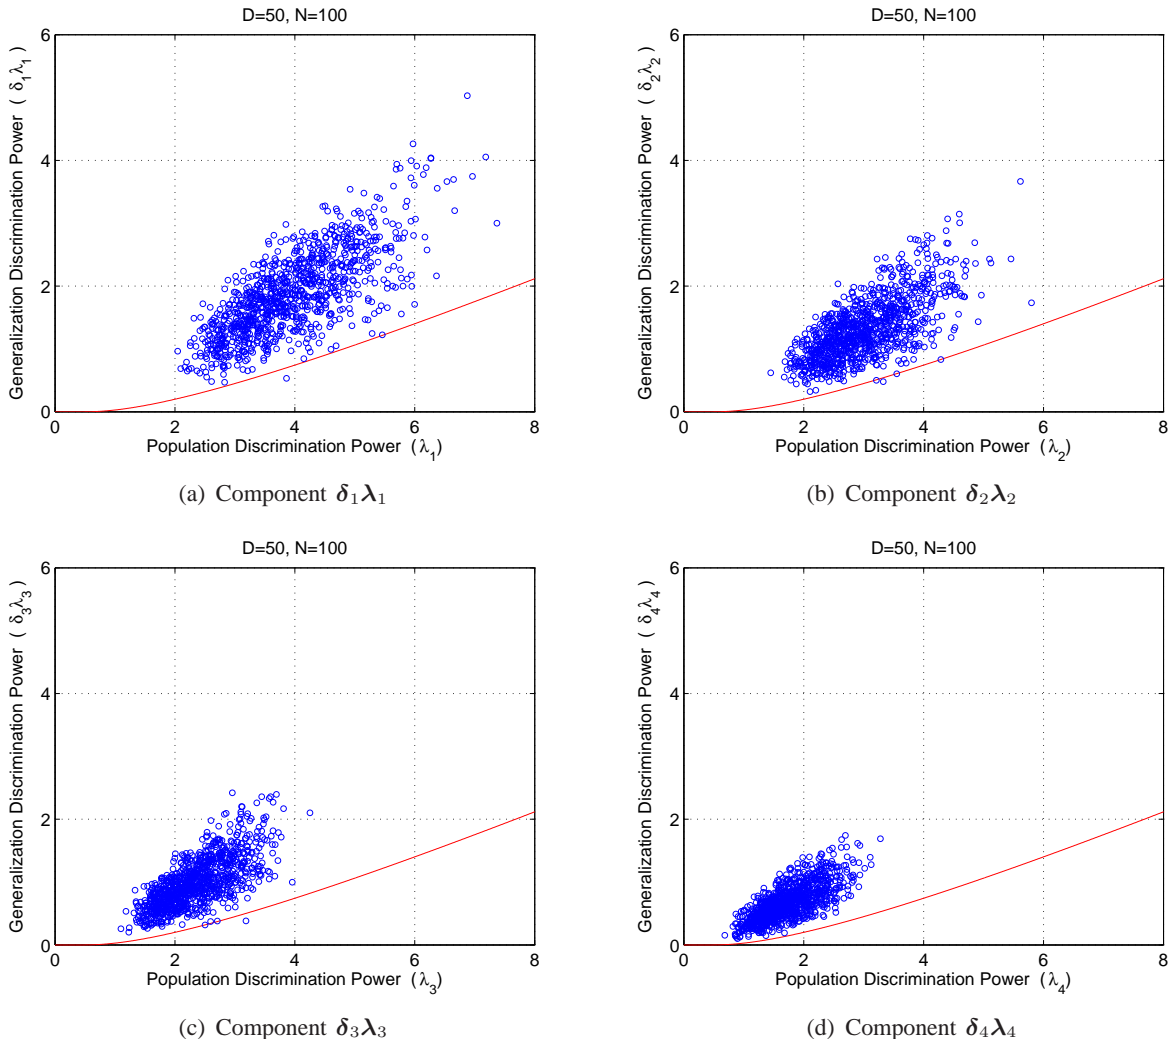 D=50, N=100
6
4
2
0
0 2 4 6 8
Generalization Discrimination Power ( δ₁λ₁)
Population Discrimination Power (λ₁)
(a) Component δ₁λ₁
D=50, N=100
6
4
2
0
0 2 4 6 8
Generalization Discrimination Power ( δ₂λ₂)
Population Discrimination Power (λ₂)
(b) Component δ₂λ₂
D=50, N=100
6
4
2
0
0 2 4 6 8
Generalization Discrimination Power ( δ₃λ₃)
Population Discrimination Power (λ₃)
(c) Component δ₃λ₃
D=50, N=100
6
4
2
0
0 2 4 6 8
Generalization Discrimination Power ( δ₄λ₄)
Population Discrimination Power (λ₄)
(d) Component δ₄λ₄